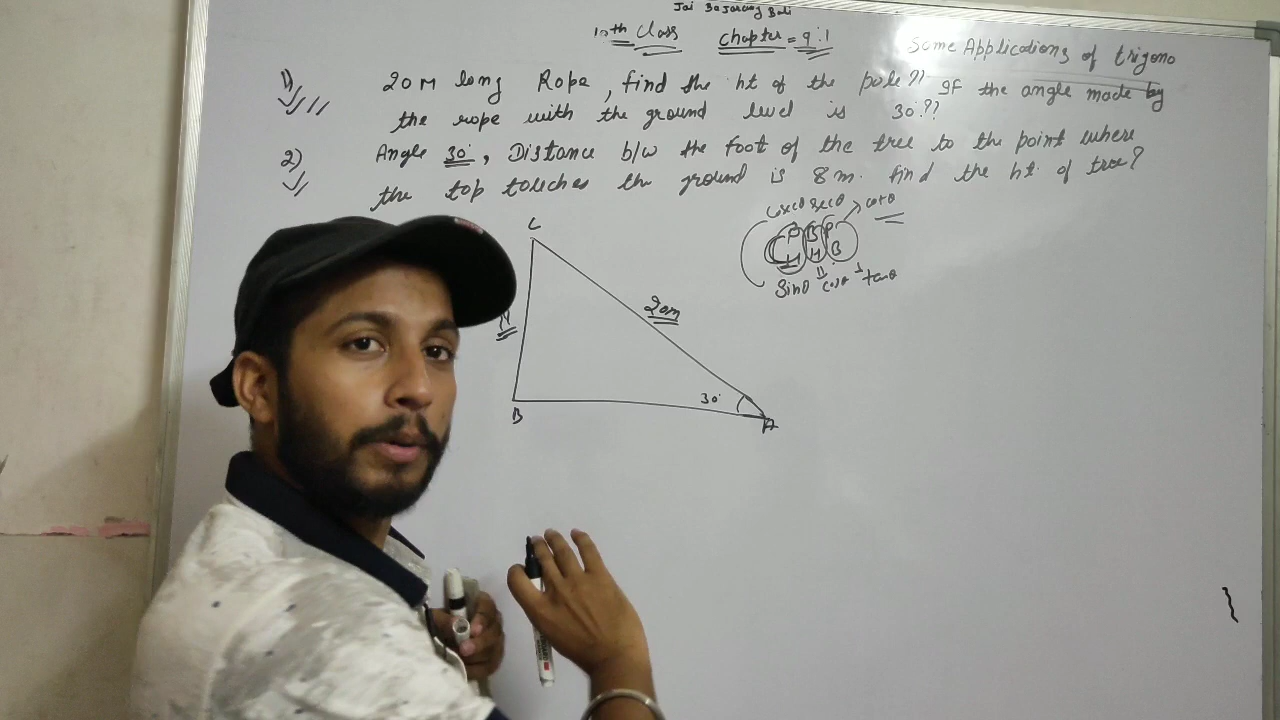 Jai Bajarang Bali
10th Class chapter = 9.1 Some Applications of trigono
1) 20M long Rope, find the ht of the pole?? If the angle made by
the rope with the ground level is 30°??
2) Angle 30°, Distance b/w the foot of the tree to the point where
the top touches the ground is 8m. find the ht. of tree?
cosecθ secθ cotθ
P B P
H H B
sinθ cosθ tanθ
C
20m
30°
B A